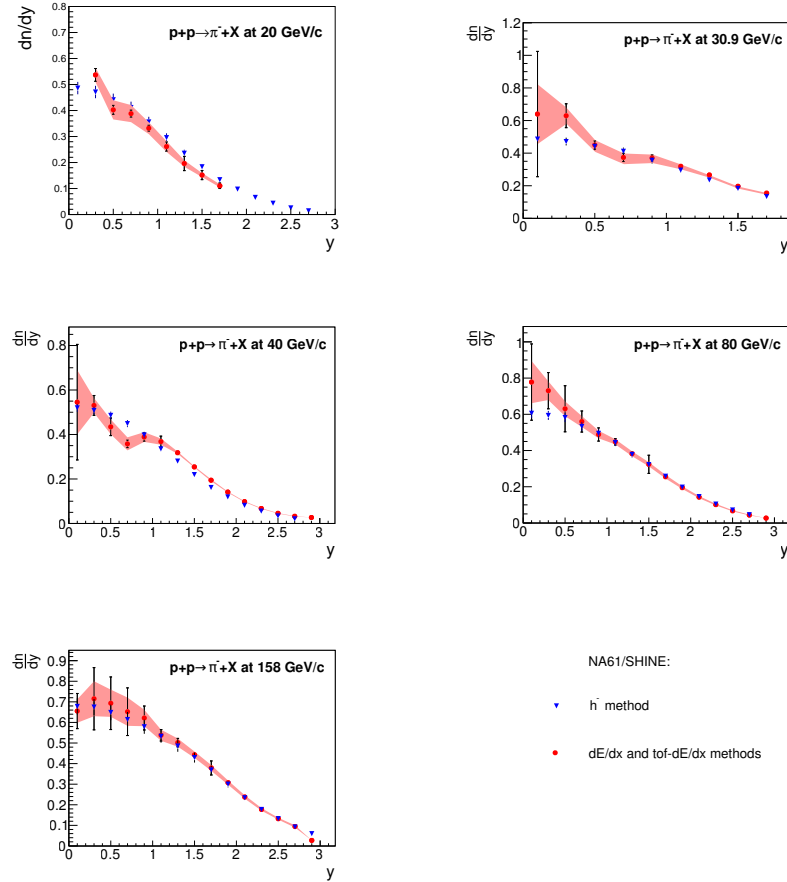 dn/dy
p+p→π⁻+X at 20 GeV/c
0.8
0.7
0.6
0.5
0.4
0.3
0.2
0.1
0
0 0.5 1 1.5 2 2.5 3
y
dn
dy
p+p→π⁻+X at 30.9 GeV/c
1.2
1
0.8
0.6
0.4
0.2
0
0 0.5 1 1.5
y
dn
dy
p+p→π⁻+X at 40 GeV/c
0.8
0.6
0.4
0.2
0
0 0.5 1 1.5 2 2.5 3
y
dn
dy
p+p→π⁻+X at 80 GeV/c
1
0.8
0.6
0.4
0.2
0
0 0.5 1 1.5 2 2.5 3
y
dn
dy
p+p→π⁻+X at 158 GeV/c
0.9
0.8
0.7
0.6
0.5
0.4
0.3
0.2
0.1
0
0 0.5 1 1.5 2 2.5 3
y
NA61/SHINE:
h⁻ method
dE/dx and tof-dE/dx methods